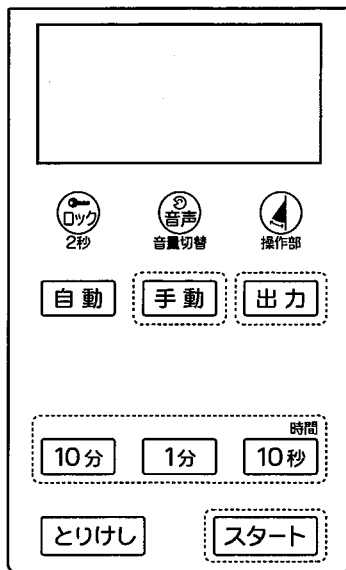 ロック 音声
2秒 音量切替 操作部
自動 手動 出力
時間
10分 1分 10秒
とりけし スタート